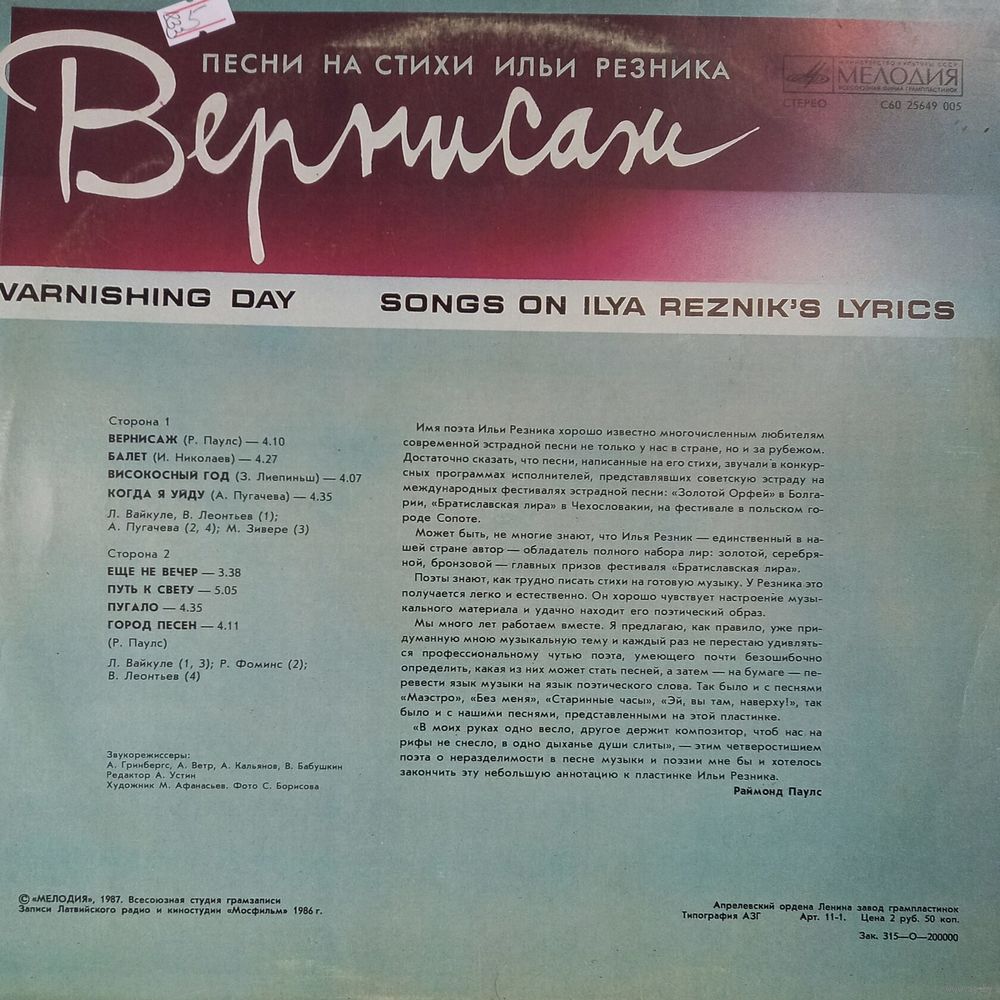 5
ПЕСНИ НА СТИХИ ИЛЬИ РЕЗНИКА
Вернисаж
МИНИСТЕРСТВО КУЛЬТУРЫ СССР
МЕЛОДИЯ
ВСЕСОЮЗНАЯ ФИРМА ГРАМПЛАСТИНОК
СТЕРЕО С60 25649 005
VARNISHING DAY SONGS ON ILYA REZNIK'S LYRICS
Сторона 1
ВЕРНИСАЖ (Р. Паулс) — 4.10
БАЛЕТ (И. Николаев) — 4.27
ВИСОКОСНЫЙ ГОД (З. Лиепиньш) — 4.07
КОГДА Я УЙДУ (А. Пугачева) — 4.35
Л. Вайкуле, В. Леонтьев (1);
А. Пугачева (2, 4); М. Зивере (3)
Сторона 2
ЕЩЕ НЕ ВЕЧЕР — 3.38
ПУТЬ К СВЕТУ — 5.05
ПУГАЛО — 4.35
ГОРОД ПЕСЕН — 4.11
(Р. Паулс)
Л. Вайкуле (1, 3); Р. Фоминс (2);
В. Леонтьев (4)
Звукорежиссеры:
А. Гринбергс, А. Ветр, А. Кальянов, В. Бабушкин
Редактор А. Устин
Художник М. Афанасьев. Фото С. Борисова
Имя поэта Ильи Резника хорошо известно многочисленным любителям
современной эстрадной песни не только у нас в стране, но и за рубежом.
Достаточно сказать, что песни, написанные на его стихи, звучали в конкур-
сных программах исполнителей, представлявших советскую эстраду на
международных фестивалях эстрадной песни: «Золотой Орфей» в Болга-
рии, «Братиславская лира» в Чехословакии, на фестивале в польском го-
роде Сопоте.
Может быть, не многие знают, что Илья Резник — единственный в на-
шей стране автор — обладатель полного набора лир: золотой, серебря-
ной, бронзовой — главных призов фестиваля «Братиславская лира».
Поэты знают, как трудно писать стихи на готовую музыку. У Резника это
получается легко и естественно. Он хорошо чувствует настроение музы-
кального материала и удачно находит его поэтический образ.
Мы много лет работаем вместе. Я предлагаю, как правило, уже при-
думанную мною музыкальную тему и каждый раз не перестаю удивлять-
ся профессиональному чутью поэта, умеющего почти безошибочно
определить, какая из них может стать песней, а затем — на бумаге — пе-
ревести язык музыки на язык поэтического слова. Так было и с песнями
«Маэстро», «Без меня», «Старинные часы», «Эй, вы там, наверху!», так
было и с нашими песнями, представленными на этой пластинке.
«В моих руках одно весло, другое держит композитор, чтоб нас на
рифы не снесло, в одно дыханье души слиты», — этим четверостишием
поэта о неразделимости в песне музыки и поэзии мне бы и хотелось
закончить эту небольшую аннотацию к пластинке Ильи Резника.
Раймонд Паулс
© «МЕЛОДИЯ», 1987. Всесоюзная студия грамзаписи
Записи Латвийского радио и киностудии «Мосфильм» 1986 г.
Апрелевский ордена Ленина завод грампластинок
Типография АЗГ Арт. 11-1. Цена 2 руб. 50 коп.
Зак. 315—О—200000